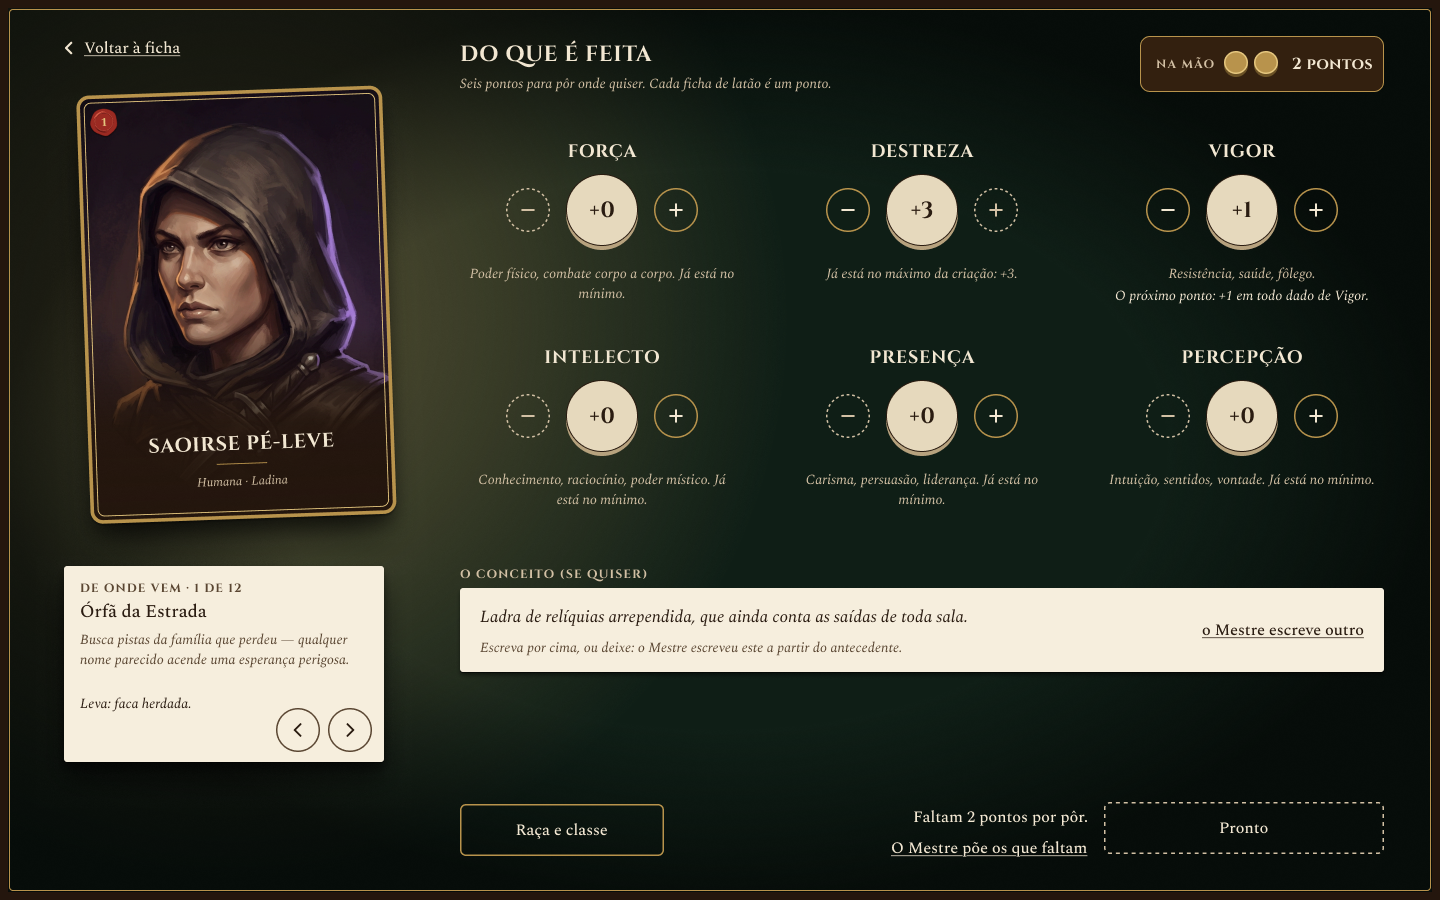 Voltar à ficha
DO QUE É FEITA
Seis pontos para pôr onde quiser. Cada ficha de latão é um ponto.
NA MÃO
2 PONTOS
1
SAOIRSE PÉ-LEVE
Humana · Ladina
FORÇA
− +0 +
Poder físico, combate corpo a corpo. Já está no
mínimo.
DESTREZA
− +3 +
Já está no máximo da criação: +3.
VIGOR
− +1 +
Resistência, saúde, fôlego.
O próximo ponto: +1 em todo dado de Vigor.
INTELECTO
− +0 +
Conhecimento, raciocínio, poder místico. Já
está no mínimo.
PRESENÇA
− +0 +
Carisma, persuasão, liderança. Já está no
mínimo.
PERCEPÇÃO
− +0 +
Intuição, sentidos, vontade. Já está no mínimo.
DE ONDE VEM · 1 DE 12
Órfã da Estrada
Busca pistas da família que perdeu — qualquer
nome parecido acende uma esperança perigosa.
Leva: faca herdada.
O CONCEITO (SE QUISER)
Ladra de relíquias arrependida, que ainda conta as saídas de toda sala.
Escreva por cima, ou deixe: o Mestre escreveu este a partir do antecedente.
o Mestre escreve outro
Raça e classe
Faltam 2 pontos por pôr.
O Mestre põe os que faltam
Pronto